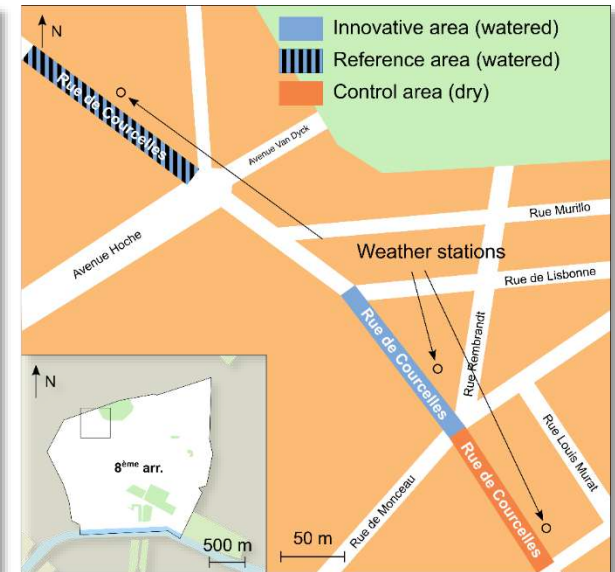 N
Innovative area (watered)
Reference area (watered)
Control area (dry)
Rue de Courcelles
Avenue Van Dyck
Rue Murillo
Avenue Hoche
Weather stations
Rue de Lisbonne
Rue de Courcelles
Rue Rembrandt
N
8ème arr.
Rue Louis Murat
Rue de Courcelles
Rue de Monceau
500 m
50 m